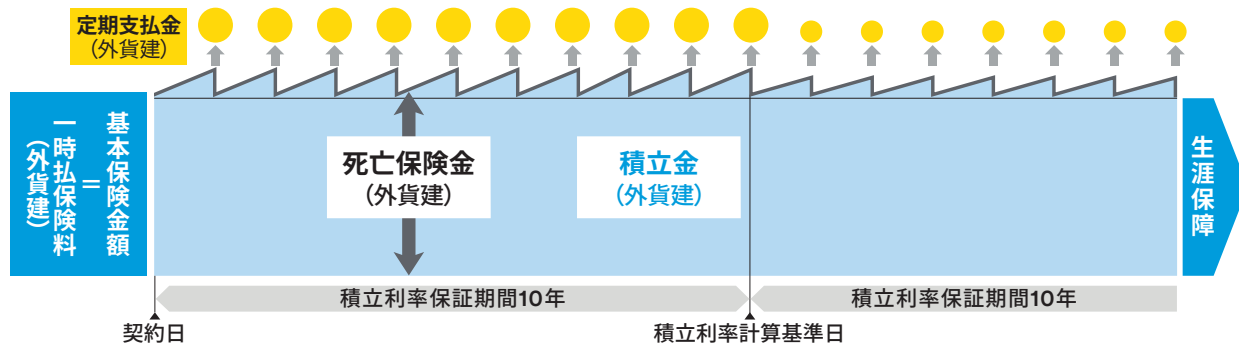 定期支払金
（外貨建）
基本保険金額
＝
一時払保険料
（外貨建）
死亡保険金
（外貨建）
積立金
（外貨建）
生涯保障
積立利率保証期間10年
積立利率保証期間10年
契約日
積立利率計算基準日